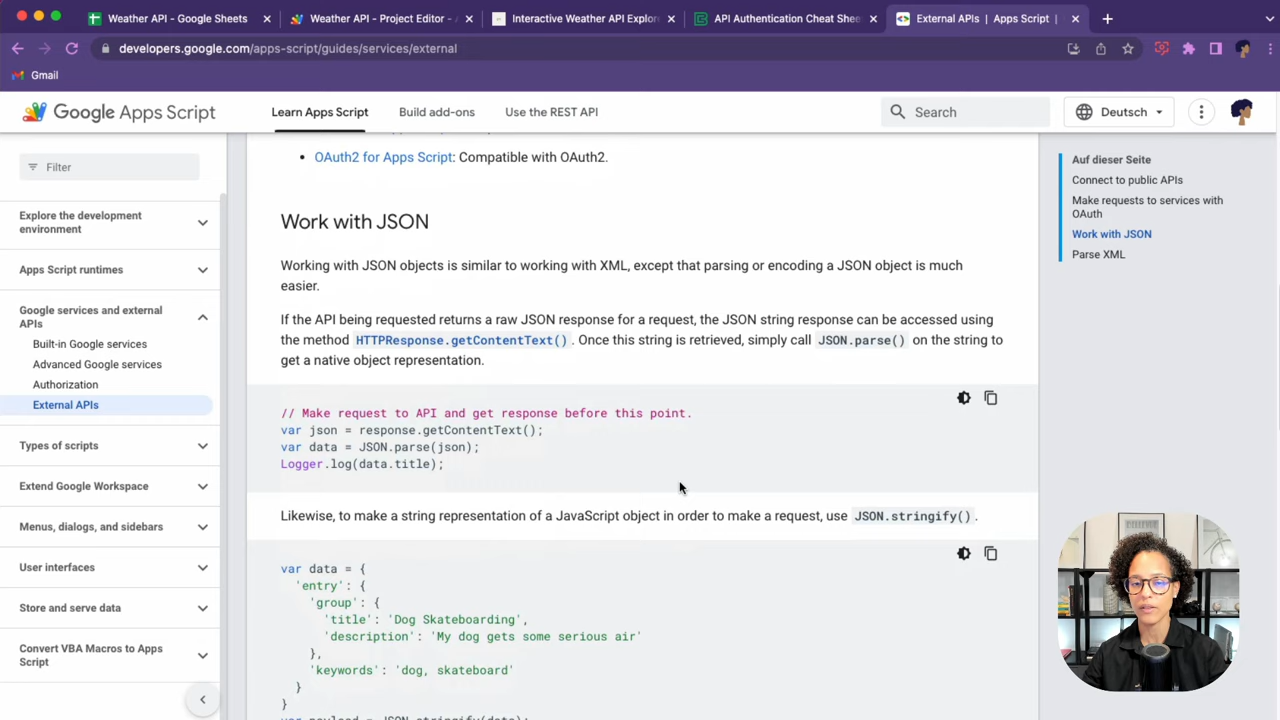 Weather API - Google Sheets
Weather API - Project Editor - A
Interactive Weather API Explore
API Authentication Cheat Shee
External APIs | Apps Script |
developers.google.com/apps-script/guides/services/external
Gmail
Google Apps Script
Learn Apps Script
Build add-ons
Use the REST API
Search
Deutsch
Filter
Explore the development
environment
Apps Script runtimes
Google services and external
APIs
Built-in Google services
Advanced Google services
Authorization
External APIs
Types of scripts
Extend Google Workspace
Menus, dialogs, and sidebars
User interfaces
Store and serve data
Convert VBA Macros to Apps
Script
• OAuth2 for Apps Script: Compatible with OAuth2.
Work with JSON
Working with JSON objects is similar to working with XML, except that parsing or encoding a JSON object is much
easier.
If the API being requested returns a raw JSON response for a request, the JSON string response can be accessed using
the method HTTPResponse.getContentText(). Once this string is retrieved, simply call JSON.parse() on the string to
get a native object representation.
// Make request to API and get response before this point.
var json = response.getContentText();
var data = JSON.parse(json);
Logger.log(data.title);
Likewise, to make a string representation of a JavaScript object in order to make a request, use JSON.stringify().
var data = {
'entry': {
'group': {
'title': 'Dog Skateboarding',
'description': 'My dog gets some serious air'
},
'keywords': 'dog, skateboard'
}
}
var payload = JSON.stringify(data);
Auf dieser Seite
Connect to public APIs
Make requests to services with
OAuth
Work with JSON
Parse XML